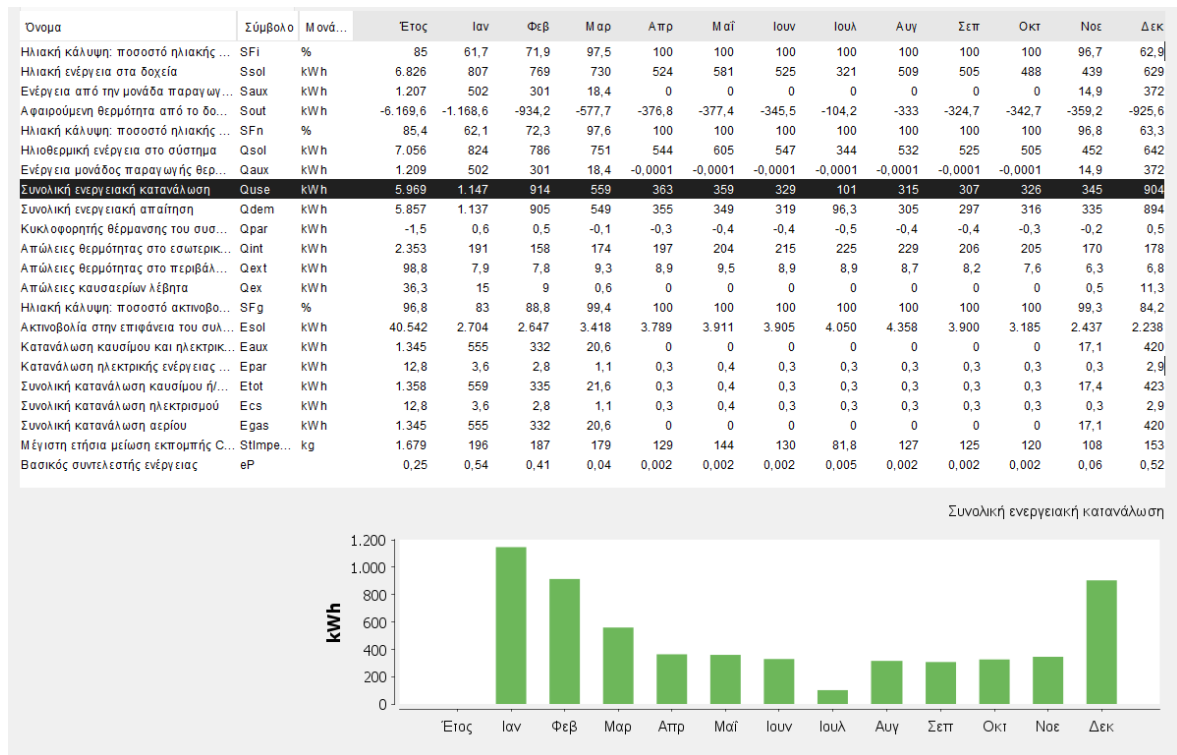 Όνομα Σύμβολο Μονά... Έτος Ιαν Φεβ Μαρ Απρ Μαΐ Ιουν Ιουλ Αυγ Σεπ Οκτ Νοε Δεκ
Ηλιακή κάλυψη: ποσοστό ηλιακής ... SFi % 85 61,7 71,9 97,5 100 100 100 100 100 100 100 96,7 62,9
Ηλιακή ενέργεια στα δοχεία Ssol kWh 6.826 807 769 730 524 581 525 321 509 505 488 439 629
Ενέργεια από την μονάδα παραγωγ... Saux kWh 1.207 502 301 18,4 0 0 0 0 0 0 0 14,9 372
Αφαιρούμενη θερμότητα από το δο... Sout kWh -6.169,6 -1.168,6 -934,2 -577,7 -376,8 -377,4 -345,5 -104,2 -333 -324,7 -342,7 -359,2 -925,6
Ηλιακή κάλυψη: ποσοστό ηλιακής ... SFn % 85,4 62,1 72,3 97,6 100 100 100 100 100 100 100 96,8 63,3
Ηλιοθερμική ενέργεια στο σύστημα Qsol kWh 7.056 824 786 751 544 605 547 344 532 525 505 452 642
Ενέργεια μονάδος παραγωγής θερ... Qaux kWh 1.209 502 301 18,4 -0,0001 -0,0001 -0,0001 -0,0001 -0,0001 -0,0001 -0,0001 14,9 372
Συνολική ενεργειακή κατανάλωση Quse kWh 5.969 1.147 914 559 363 359 329 101 315 307 326 345 904
Συνολική ενεργειακή απαίτηση Qdem kWh 5.857 1.137 905 549 355 349 319 96,3 305 297 316 335 894
Κυκλοφορητής θέρμανσης του συσ... Qpar kWh -1,5 0,6 0,5 -0,1 -0,3 -0,4 -0,4 -0,5 -0,4 -0,4 -0,3 -0,2 0,5
Απώλειες θερμότητας στο εσωτερικ... Qint kWh 2.353 191 158 174 197 204 215 225 229 206 205 170 178
Απώλειες θερμότητας στο περιβάλ... Qext kWh 98,8 7,9 7,8 9,3 8,9 9,5 8,9 8,9 8,7 8,2 7,6 6,3 6,8
Απώλειες καυσαερίων λέβητα Qex kWh 36,3 15 9 0,6 0 0 0 0 0 0 0 0,5 11,3
Ηλιακή κάλυψη: ποσοστό ακτινοβο... SFg % 96,8 83 88,8 99,4 100 100 100 100 100 100 100 99,3 84,2
Ακτινοβολία στην επιφάνεια του συλ... Esol kWh 40.542 2.704 2.647 3.418 3.789 3.911 3.905 4.050 4.358 3.900 3.185 2.437 2.238
Κατανάλωση καυσίμου και ηλεκτρικ... Eaux kWh 1.345 555 332 20,6 0 0 0 0 0 0 0 17,1 420
Κατανάλωση ηλεκτρικής ενέργειας ... Epar kWh 12,8 3,6 2,8 1,1 0,3 0,4 0,3 0,3 0,3 0,3 0,3 0,3 2,9
Συνολική κατανάλωση καυσίμου ή/... Etot kWh 1.358 559 335 21,6 0,3 0,4 0,3 0,3 0,3 0,3 0,3 17,4 423
Συνολική κατανάλωση ηλεκτρισμού Ecs kWh 12,8 3,6 2,8 1,1 0,3 0,4 0,3 0,3 0,3 0,3 0,3 0,3 2,9
Συνολική κατανάλωση αερίου Egas kWh 1.345 555 332 20,6 0 0 0 0 0 0 0 17,1 420
Μέγιστη ετήσια μείωση εκπομπής C... StImpe... kg 1.679 196 187 179 129 144 130 81,8 127 125 120 108 153
Βασικός συντελεστής ενέργειας eP 0,25 0,54 0,41 0,04 0,002 0,002 0,002 0,005 0,002 0,002 0,002 0,06 0,52
Συνολική ενεργειακή κατανάλωση
kWh
1.200
1.000
800
600
400
200
0
Έτος Ιαν Φεβ Μαρ Απρ Μαΐ Ιουν Ιουλ Αυγ Σεπ Οκτ Νοε Δεκ